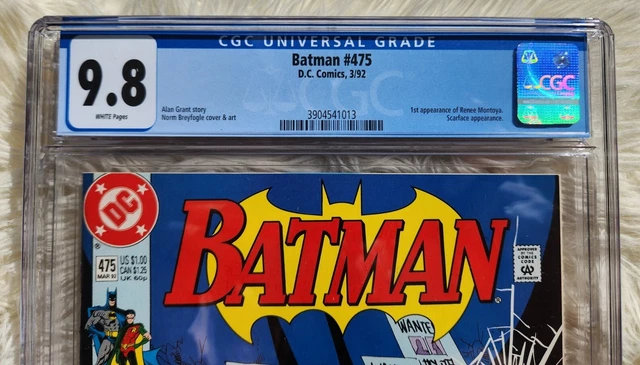 CGC UNIVERSAL GRADE
9.8
WHITE Pages
Batman #475
D.C. Comics, 3/92
Alan Grant story
Norm Breyfogle cover & art
3904541013
1st appearance of Renee Montoya.
Scarface appearance.
CGC
CGC
DC
®
475
MAR 92
US $1.00
CAN $1.25
UK 60p
BATMAN
®
APPROVED
BY THE
COMICS
CODE
CA
AUTHORITY
WANTE